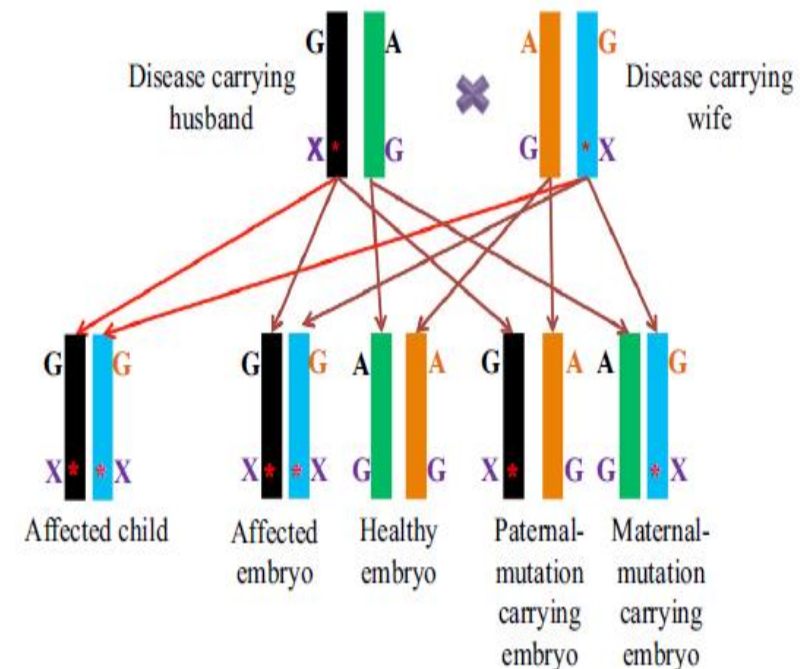 G A A G
Disease carrying
husband
Disease carrying
wife
X * G G * X
G G G G A A G A A G
X * * X X * * X G G X * G G * X
Affected child
Affected
embryo
Healthy
embryo
Paternal-
mutation
carrying
embryo
Maternal-
mutation
carrying
embryo